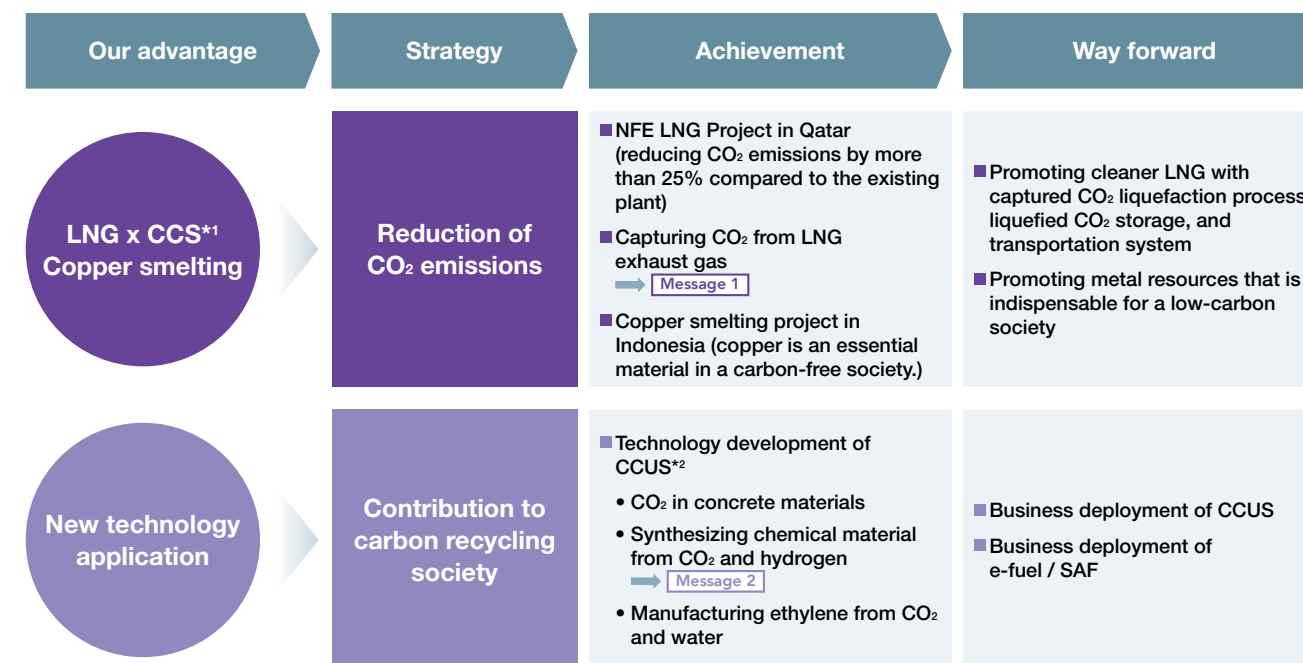 Our advantage
Strategy
Achievement
Way forward
LNG x CCS*1
Copper smelting
Reduction of
CO₂ emissions
NFE LNG Project in Qatar
(reducing CO₂ emissions by more
than 25% compared to the existing
plant)
Capturing CO₂ from LNG
exhaust gas
Message 1
Copper smelting project in
Indonesia (copper is an essential
material in a carbon-free society.)
Promoting cleaner LNG with
captured CO₂ liquefaction process
liquefied CO₂ storage, and
transportation system
Promoting metal resources that is
indispensable for a low-carbon
society
New technology
application
Contribution to
carbon recycling
society
Technology development of
CCUS*2
• CO₂ in concrete materials
• Synthesizing chemical material
from CO₂ and hydrogen
Message 2
• Manufacturing ethylene from CO₂
and water
Business deployment of CCUS
Business deployment of
e-fuel / SAF